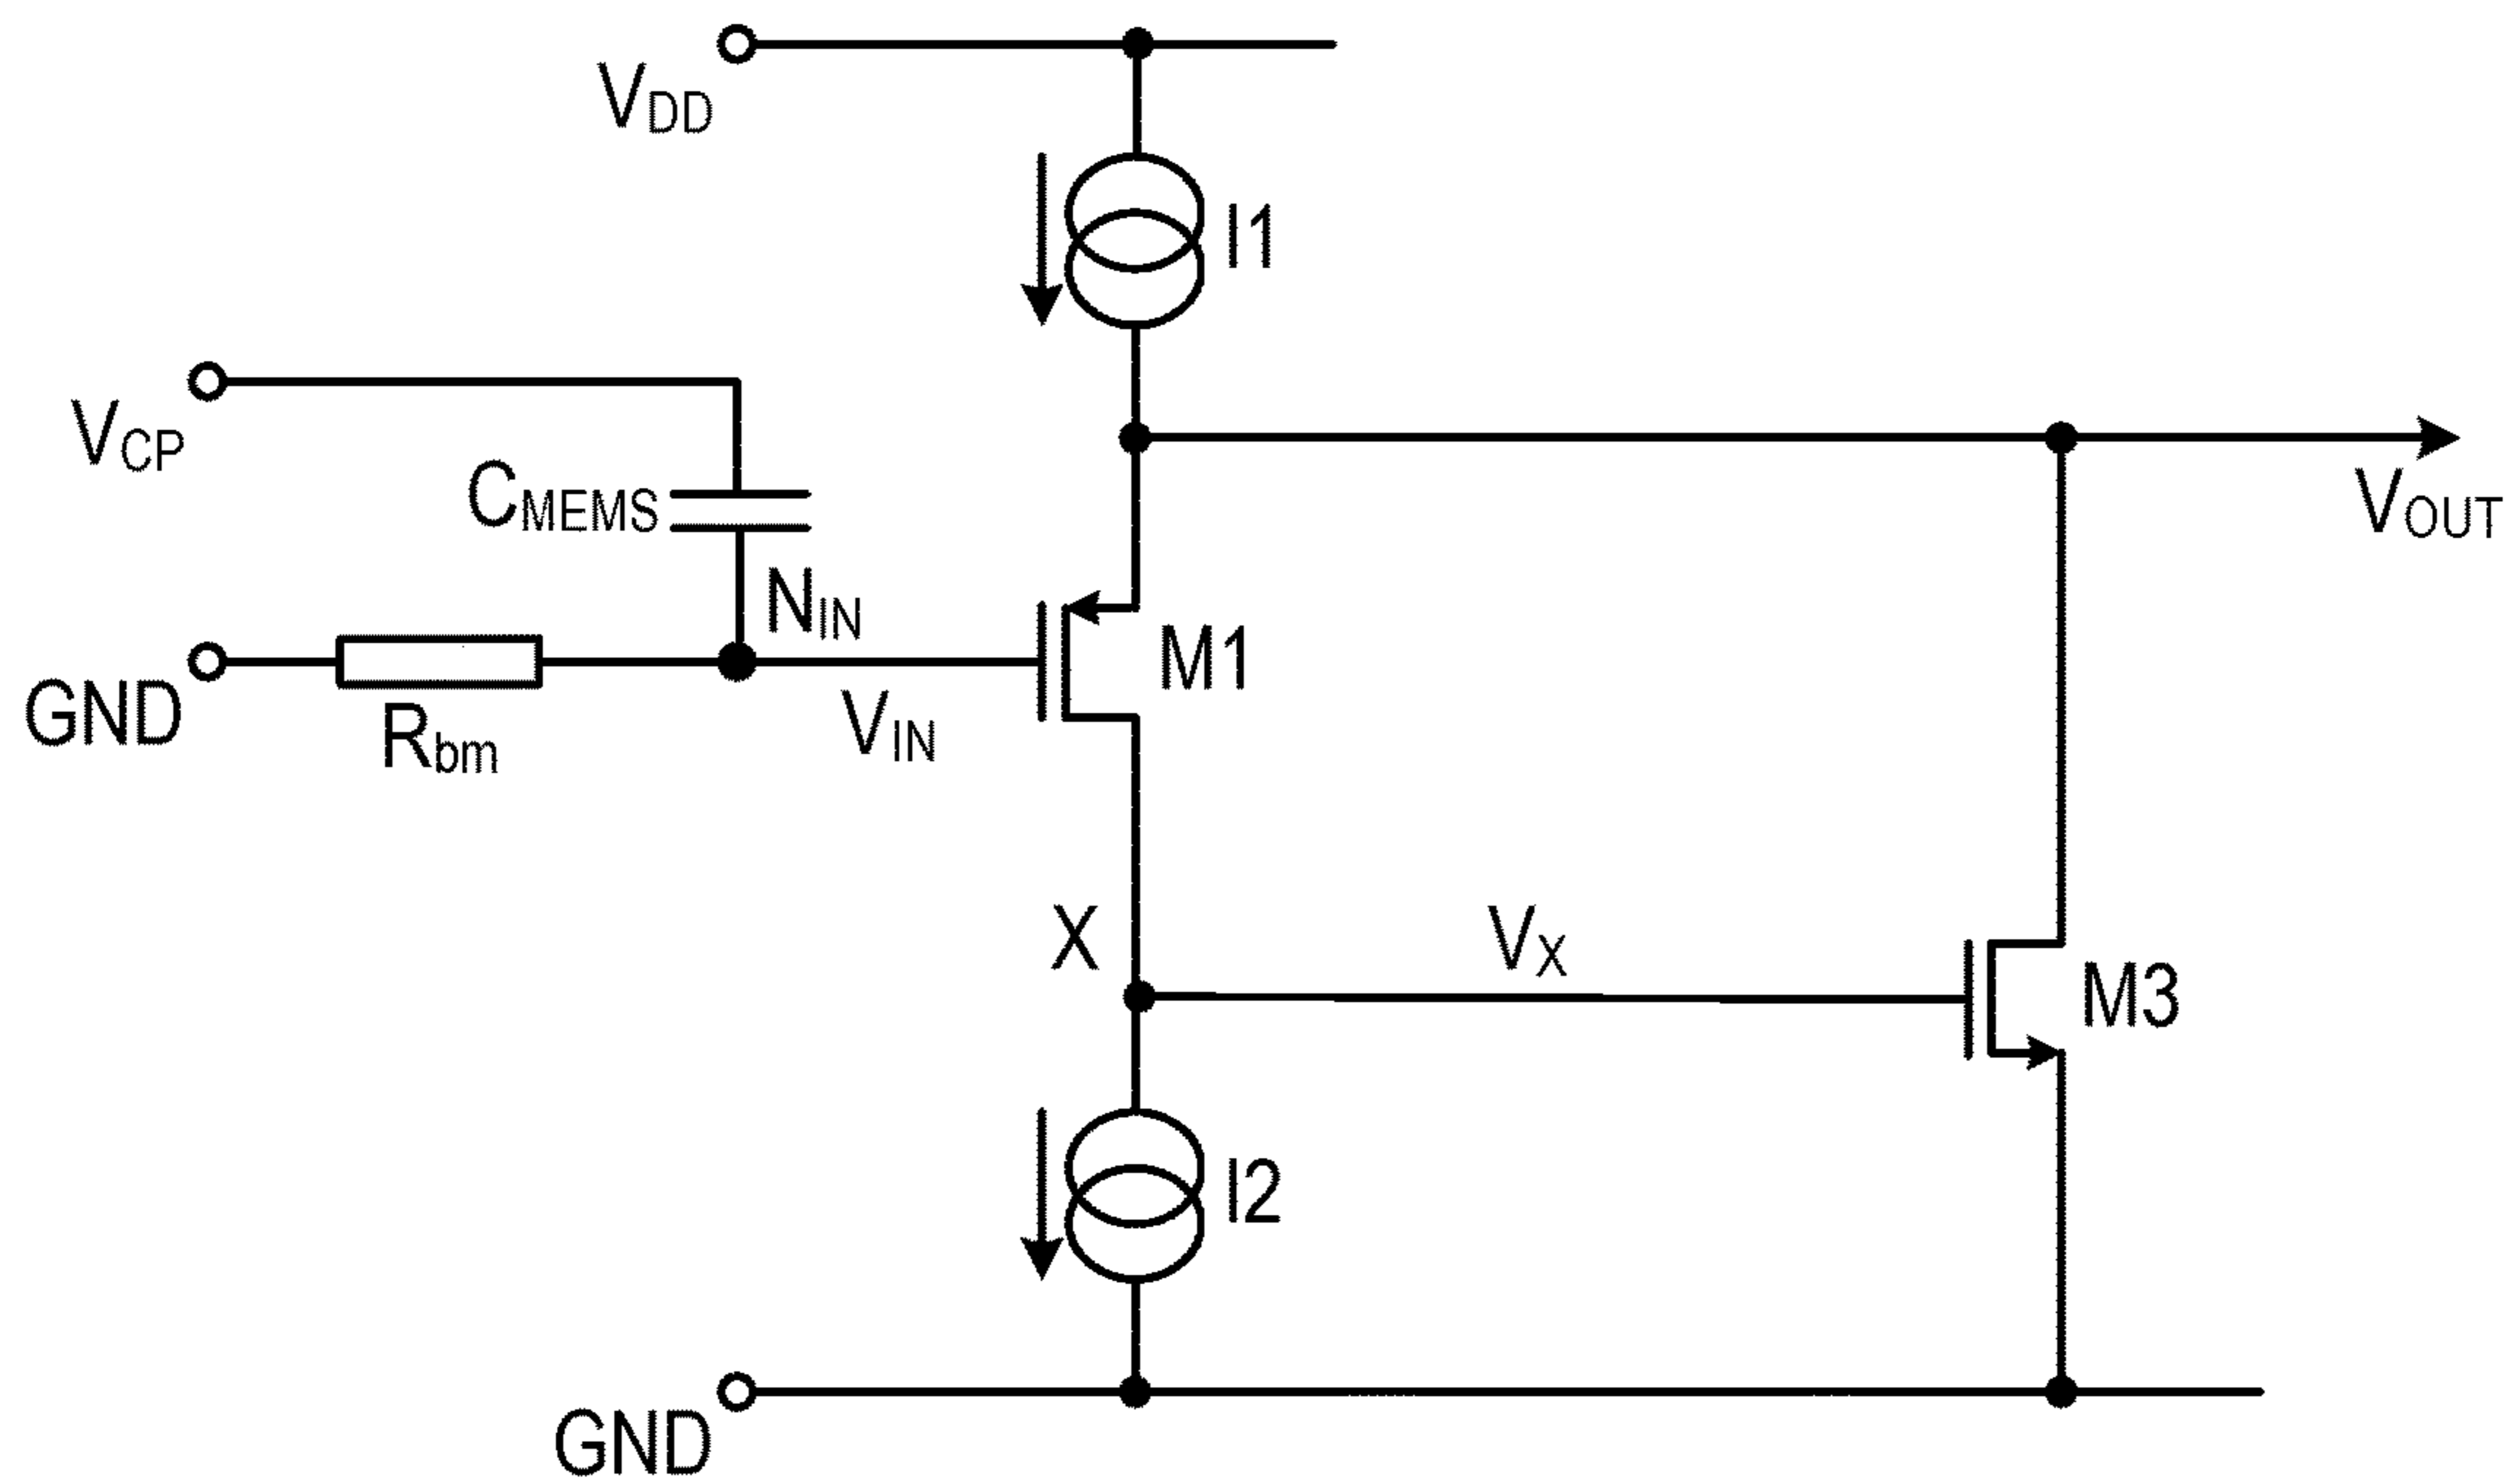 VDD
I1
VCP
CMEMS
VOUT
NIN
M1
GND
Rbm
VIN
X
VX
M3
I2
GND